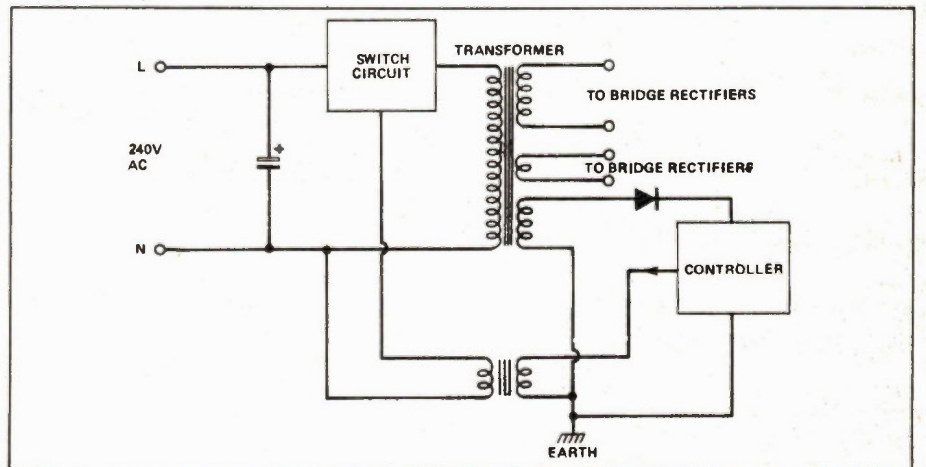 TRANSFORMER
SWITCH
CIRCUIT
L
TO BRIDGE RECTIFIERS
240V
AC
+
TO BRIDGE RECTIFIERS
N
CONTROLLER
EARTH